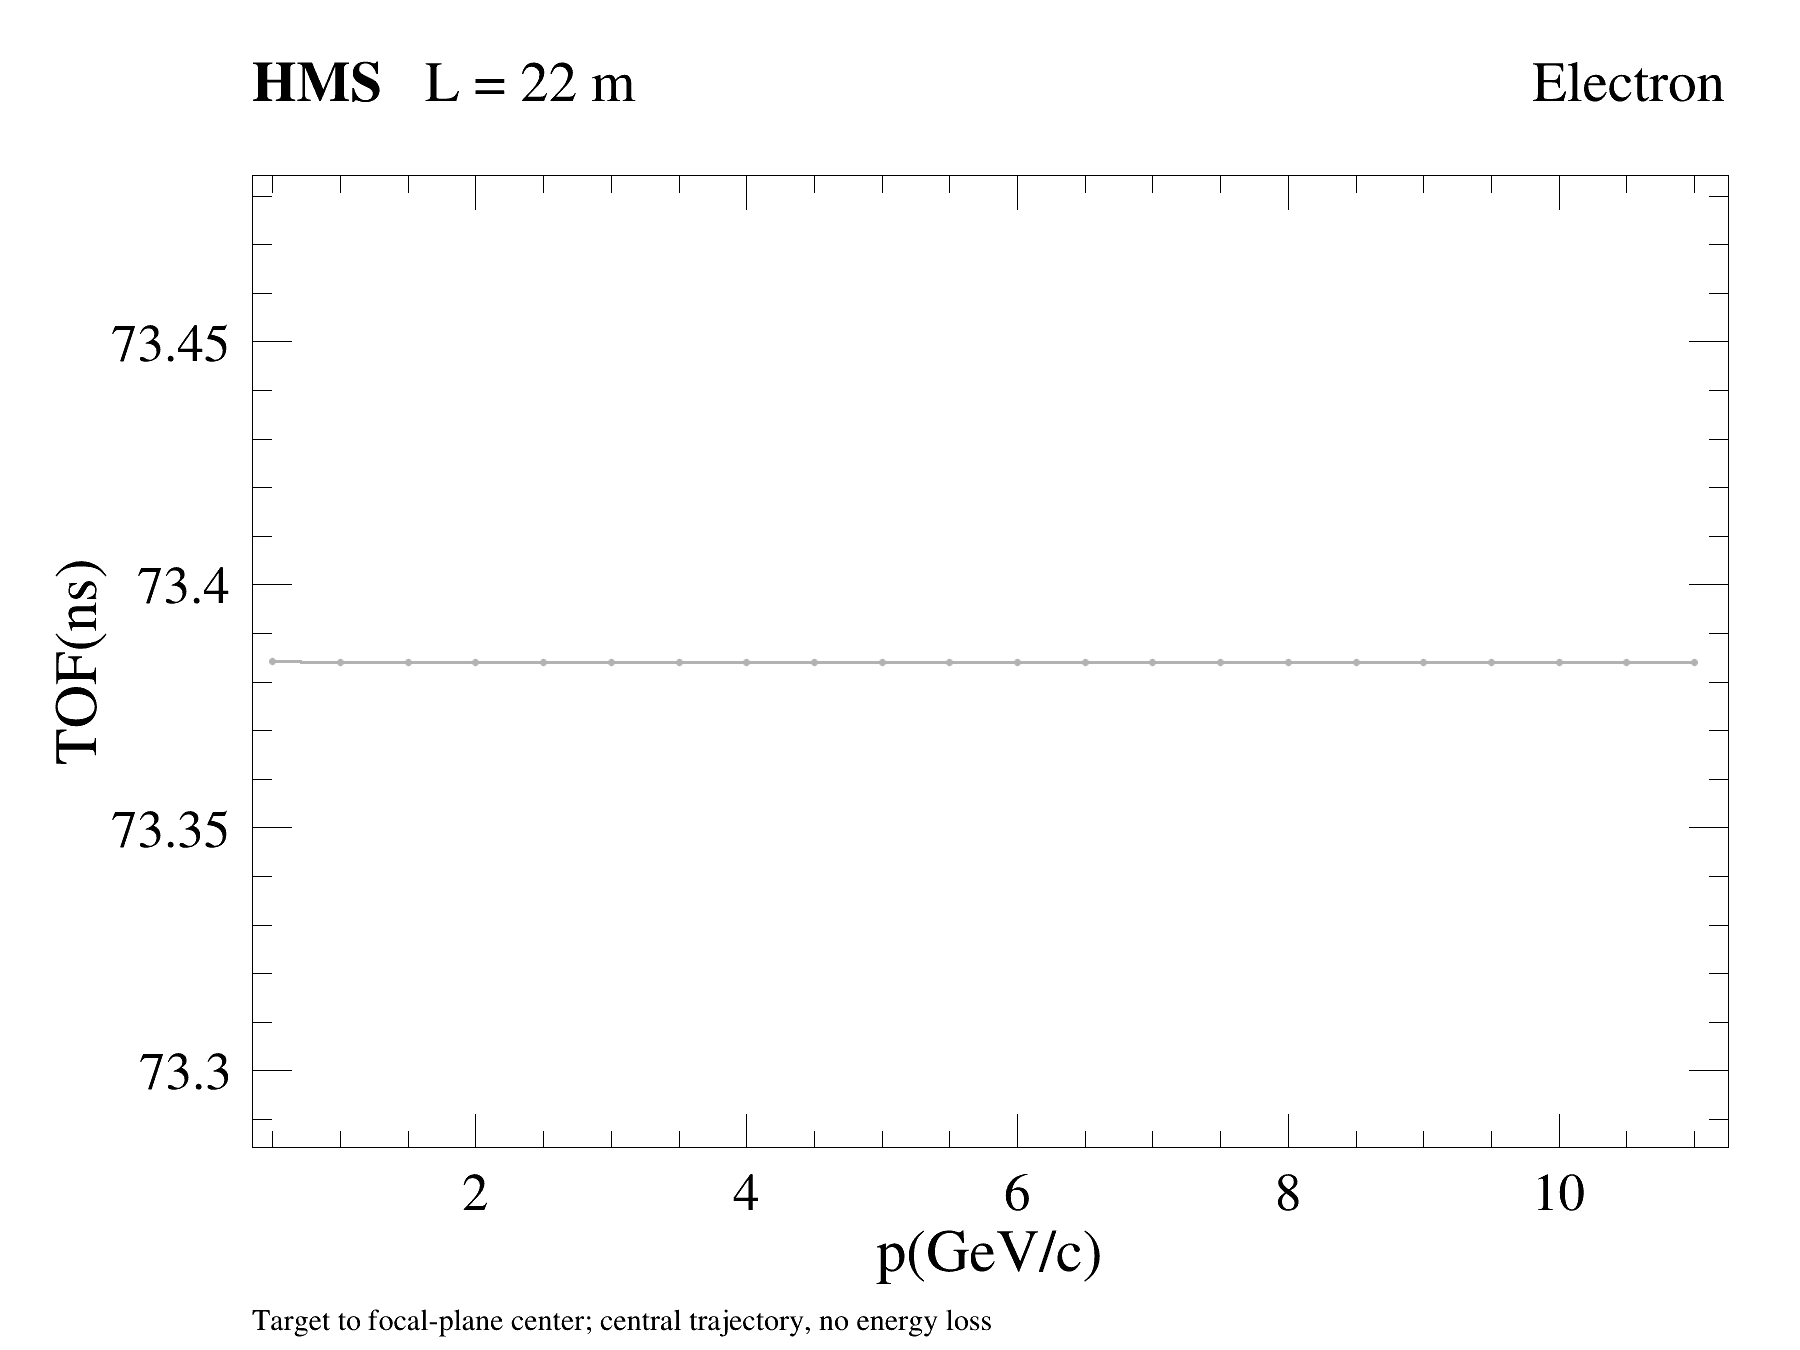 HMS L = 22 m
Electron
73.45
73.4
73.35
73.3
TOF(ns)
2 4 6 8 10
p(GeV/c)
Target to focal-plane center; central trajectory, no energy loss